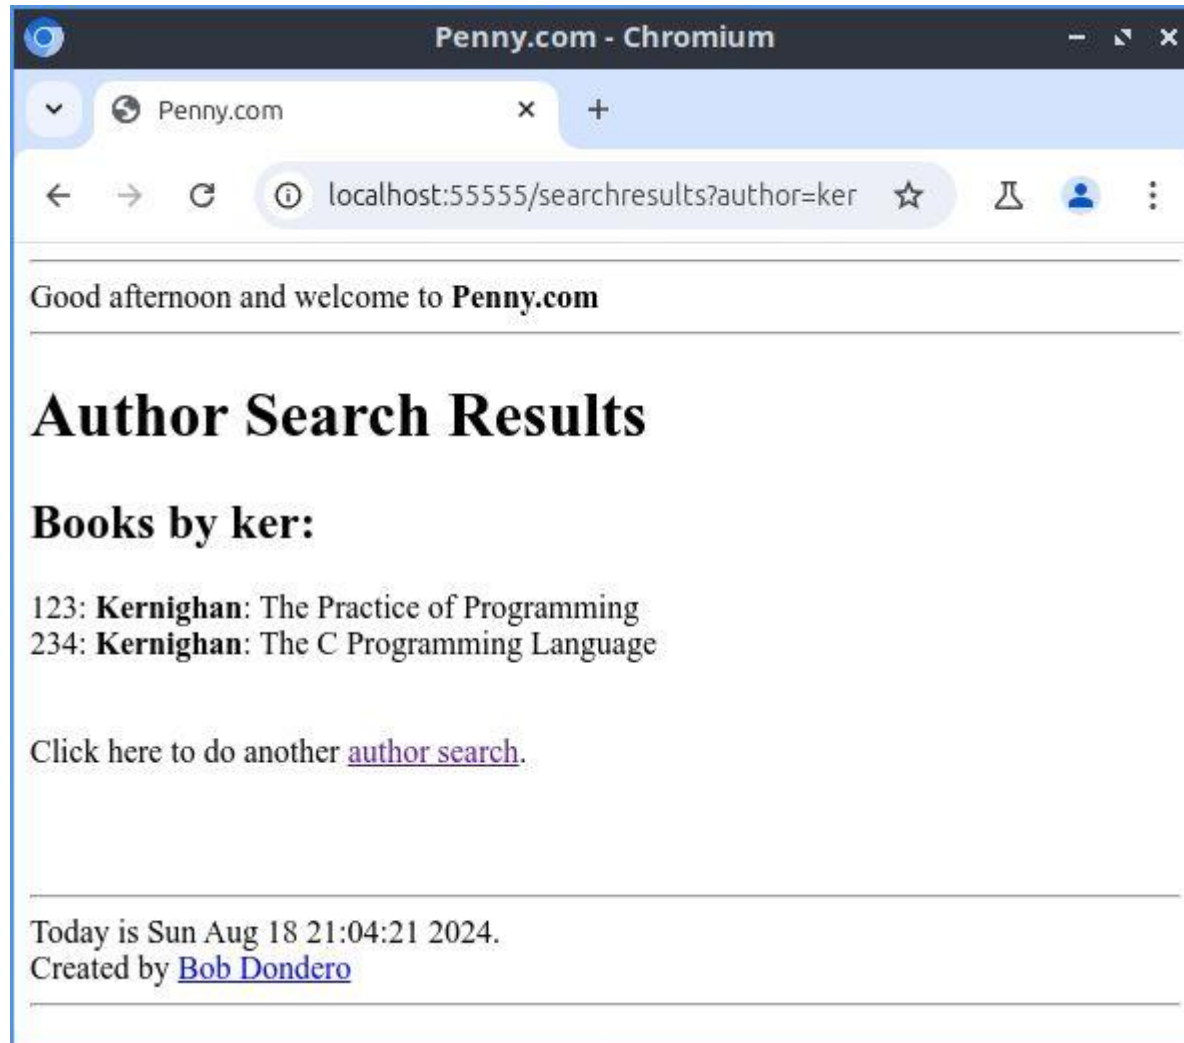 Penny.com - Chromium
Penny.com
localhost:55555/searchresults?author=ker
Good afternoon and welcome to Penny.com
Author Search Results
Books by ker:
123: Kernighan: The Practice of Programming
234: Kernighan: The C Programming Language
Click here to do another author search.
Today is Sun Aug 18 21:04:21 2024.
Created by Bob Dondero